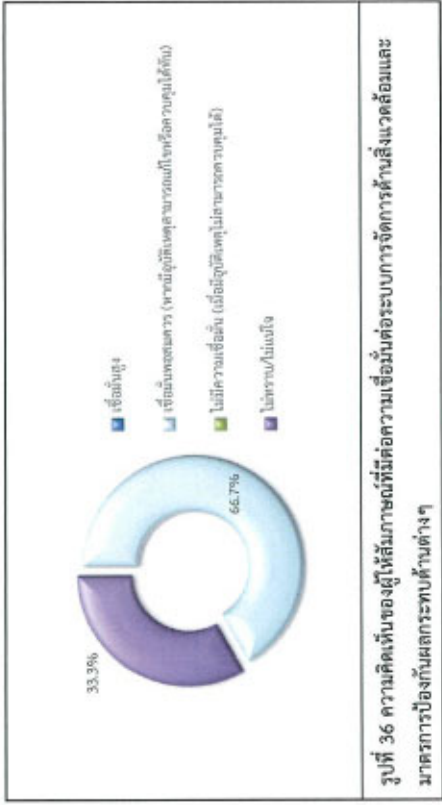 33.3%
66.7%
เชื่อมั่นสูง
เชื่อมั่นพอสมควร (หากมีอุบัติเหตุสามารถแก้ไขหรือควบคุมได้ทัน)
ไม่มีความเชื่อมั่น (เมื่อมีอุบัติเหตุไม่สามารถควบคุมได้)
ไม่ทราบ/ไม่แน่ใจ
รูปที่ 36 ความคิดเห็นของผู้ให้สัมภาษณ์ที่มีต่อความเชื่อมั่นต่อระบบการจัดการด้านสิ่งแวดล้อมและ
มาตรการป้องกันผลกระทบด้านต่างๆ